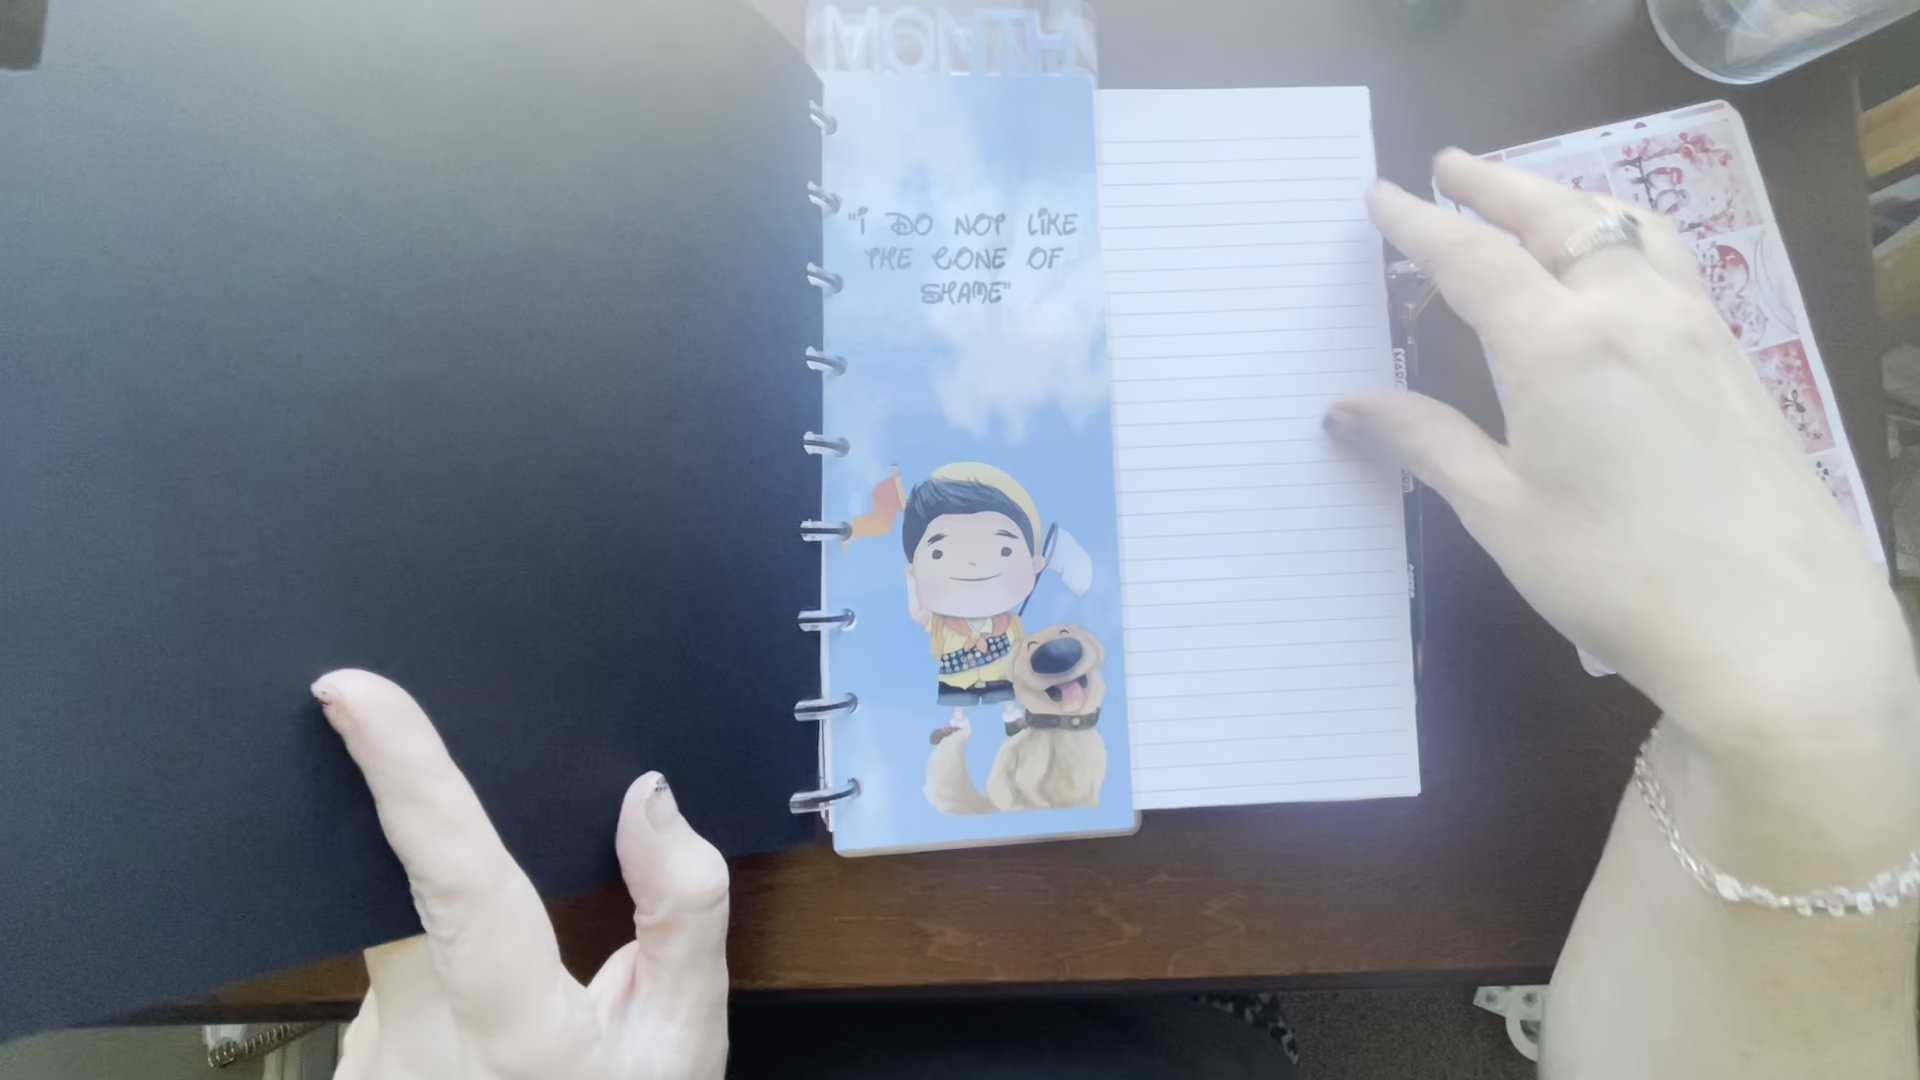 MONTH
"I DO NOT LIKE
THE CONE OF
SHAME"